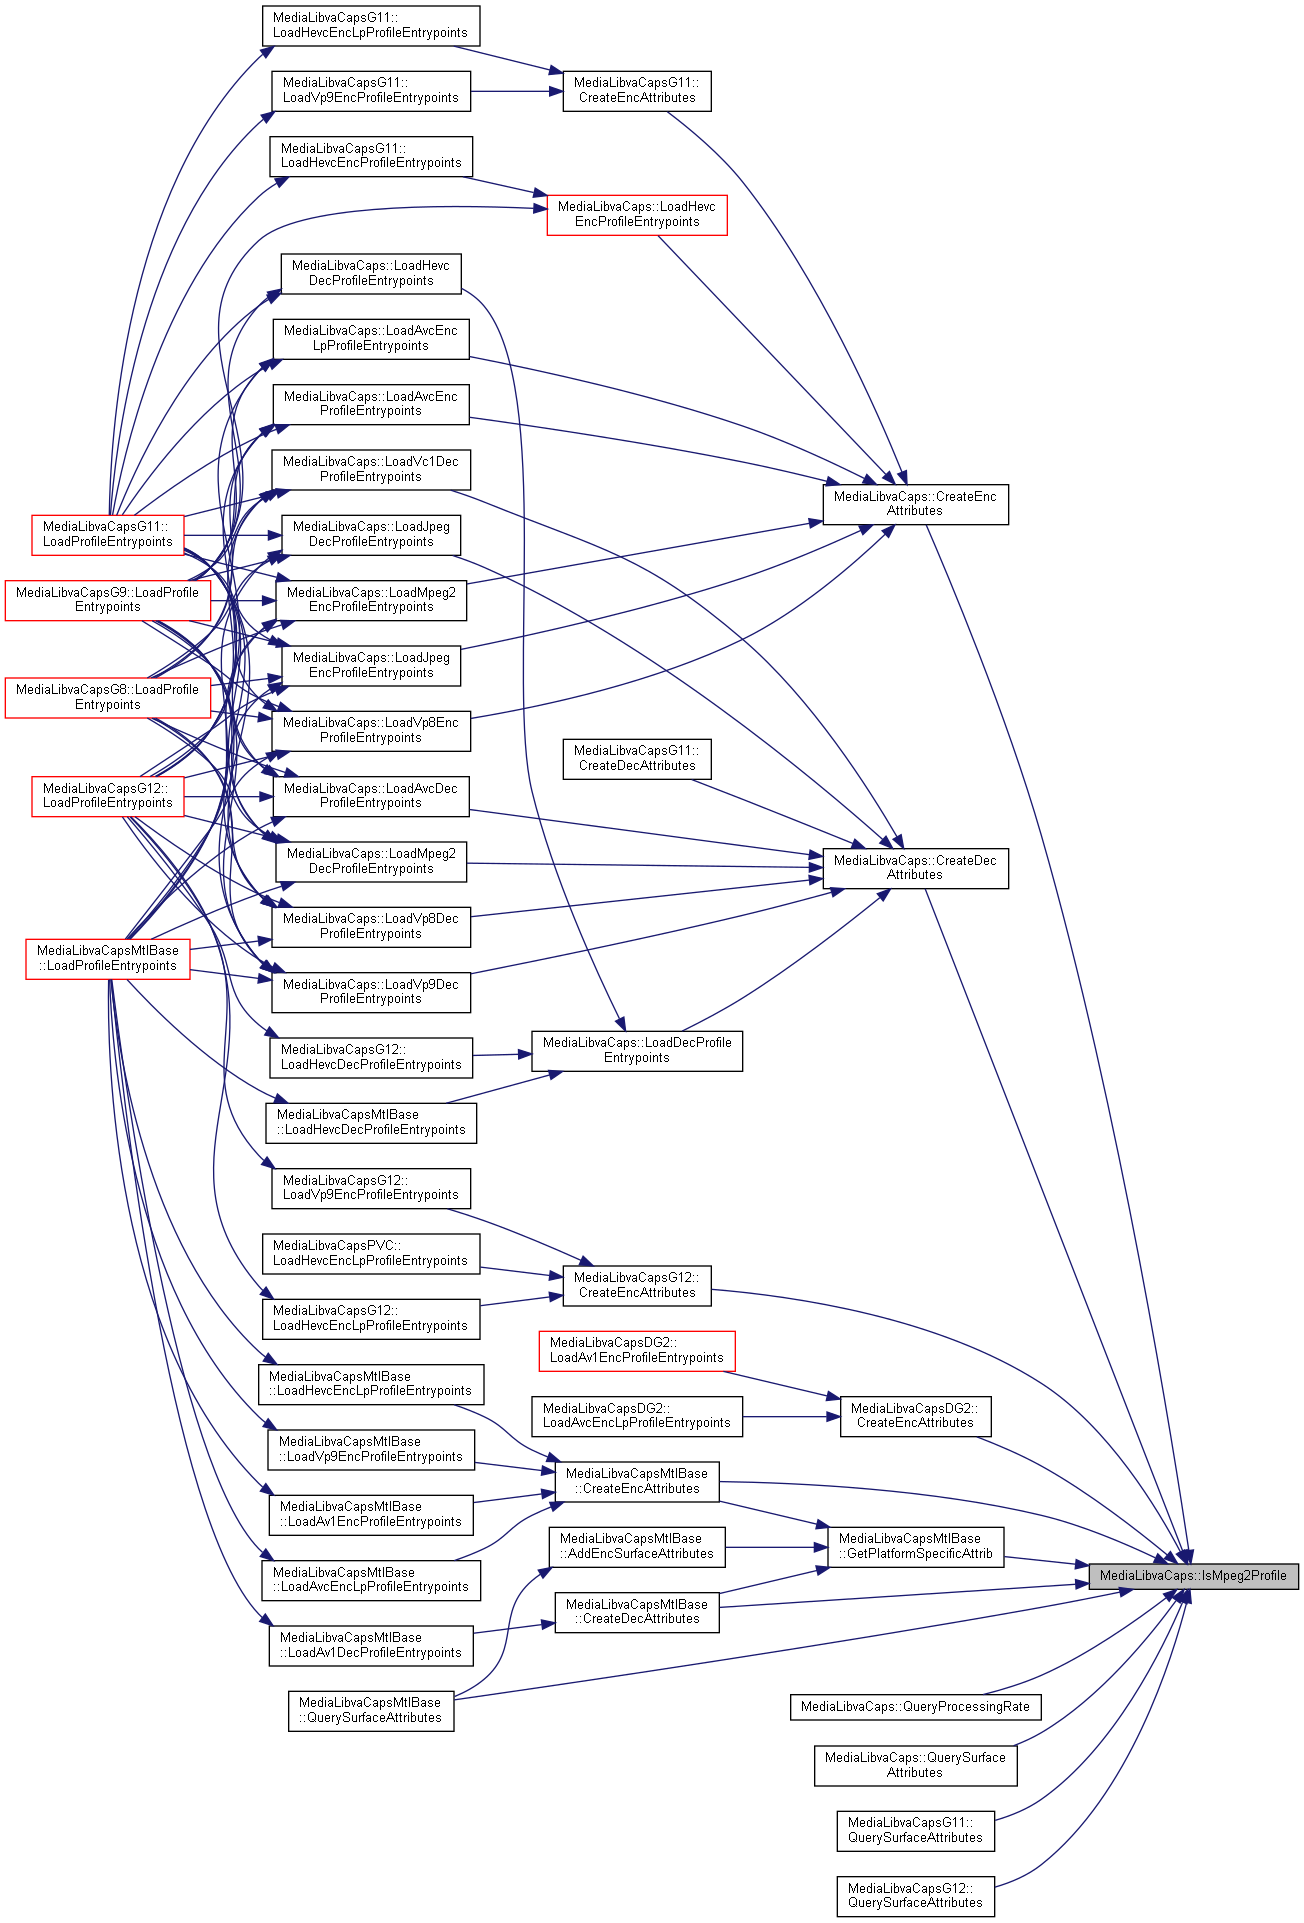 MediaLibvaCapsG11::
LoadHevcEncLpProfileEntrypoints
MediaLibvaCapsG11::
LoadVp9EncProfileEntrypoints
MediaLibvaCapsG11::
CreateEncAttributes
MediaLibvaCapsG11::
LoadHevcEncProfileEntrypoints
MediaLibvaCaps::LoadHevc
EncProfileEntrypoints
MediaLibvaCaps::LoadHevc
DecProfileEntrypoints
MediaLibvaCaps::LoadAvcEnc
LpProfileEntrypoints
MediaLibvaCaps::LoadAvcEnc
ProfileEntrypoints
MediaLibvaCaps::LoadVc1Dec
ProfileEntrypoints
MediaLibvaCaps::CreateEnc
Attributes
MediaLibvaCapsG11::
LoadProfileEntrypoints
MediaLibvaCaps::LoadJpeg
DecProfileEntrypoints
MediaLibvaCapsG9::LoadProfile
Entrypoints
MediaLibvaCaps::LoadMpeg2
EncProfileEntrypoints
MediaLibvaCaps::LoadJpeg
EncProfileEntrypoints
MediaLibvaCapsG8::LoadProfile
Entrypoints
MediaLibvaCaps::LoadVp8Enc
ProfileEntrypoints
MediaLibvaCapsG11::
CreateDecAttributes
MediaLibvaCapsG12::
LoadProfileEntrypoints
MediaLibvaCaps::LoadAvcDec
ProfileEntrypoints
MediaLibvaCaps::LoadMpeg2
DecProfileEntrypoints
MediaLibvaCaps::CreateDec
Attributes
MediaLibvaCaps::LoadVp8Dec
ProfileEntrypoints
MediaLibvaCapsMtlBase
::LoadProfileEntrypoints
MediaLibvaCaps::LoadVp9Dec
ProfileEntrypoints
MediaLibvaCapsG12::
LoadHevcDecProfileEntrypoints
MediaLibvaCaps::LoadDecProfile
Entrypoints
MediaLibvaCapsMtlBase
::LoadHevcDecProfileEntrypoints
MediaLibvaCapsG12::
LoadVp9EncProfileEntrypoints
MediaLibvaCapsPVC::
LoadHevcEncLpProfileEntrypoints
MediaLibvaCapsG12::
CreateEncAttributes
MediaLibvaCapsG12::
LoadHevcEncLpProfileEntrypoints
MediaLibvaCapsDG2::
LoadAv1EncProfileEntrypoints
MediaLibvaCapsMtlBase
::LoadHevcEncLpProfileEntrypoints
MediaLibvaCapsDG2::
LoadAvcEncLpProfileEntrypoints
MediaLibvaCapsDG2::
CreateEncAttributes
MediaLibvaCapsMtlBase
::LoadVp9EncProfileEntrypoints
MediaLibvaCapsMtlBase
::CreateEncAttributes
MediaLibvaCapsMtlBase
::LoadAv1EncProfileEntrypoints
MediaLibvaCapsMtlBase
::AddEncSurfaceAttributes
MediaLibvaCapsMtlBase
::GetPlatformSpecificAttrib
MediaLibvaCapsMtlBase
::LoadAvcEncLpProfileEntrypoints
MediaLibvaCaps::IsMpeg2Profile
MediaLibvaCapsMtlBase
::CreateDecAttributes
MediaLibvaCapsMtlBase
::LoadAv1DecProfileEntrypoints
MediaLibvaCapsMtlBase
::QuerySurfaceAttributes
MediaLibvaCaps::QueryProcessingRate
MediaLibvaCaps::QuerySurface
Attributes
MediaLibvaCapsG11::
QuerySurfaceAttributes
MediaLibvaCapsG12::
QuerySurfaceAttributes